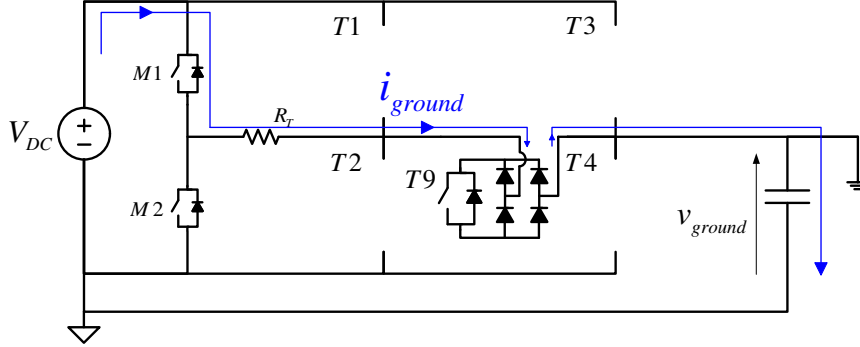 T1
T3
M1
i_ground
V_DC
+
−
R_T
T2
T9
T4
M2
v_ground